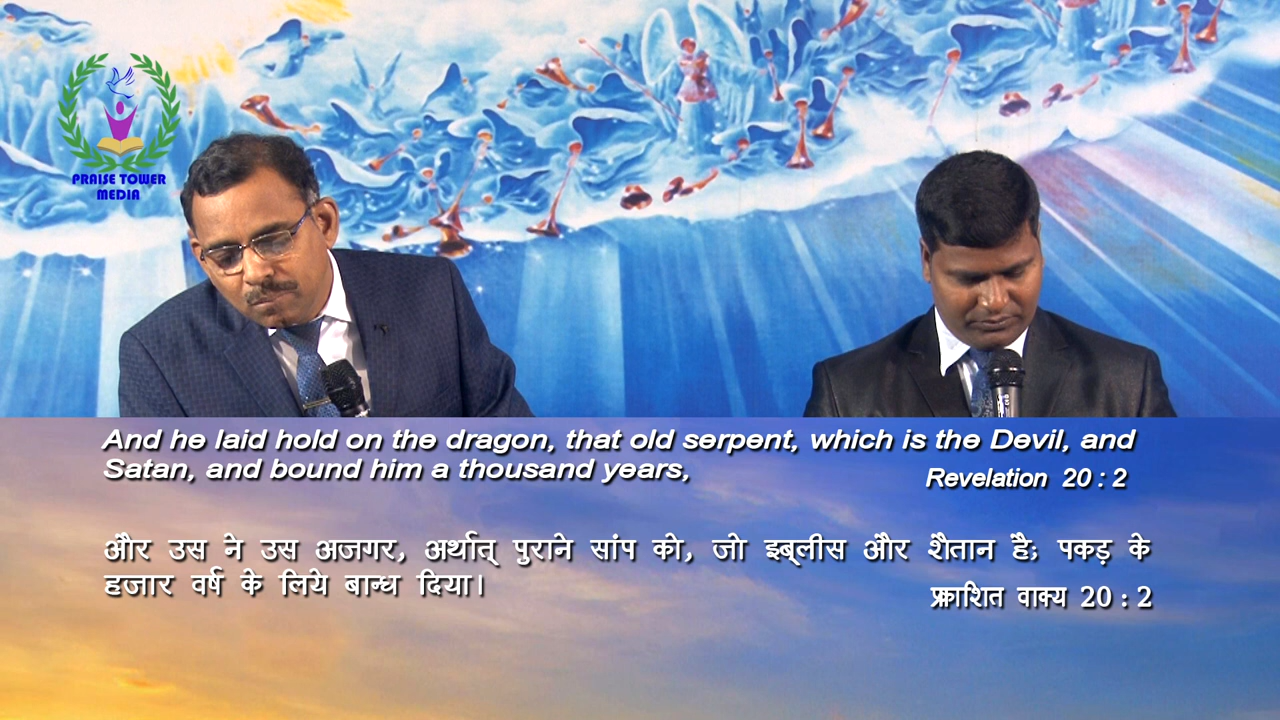 PRAISE TOWER
MEDIA
And he laid hold on the dragon, that old serpent, which is the Devil, and
Satan, and bound him a thousand years,
Revelation 20 : 2
और उस ने उस अजगर, अर्थात् पुराने सांप को, जो इब्लीस और शैतान है; पकड़ के
हजार वर्ष के लिये बान्ध दिया।
प्रकाशित वाक्य 20 : 2